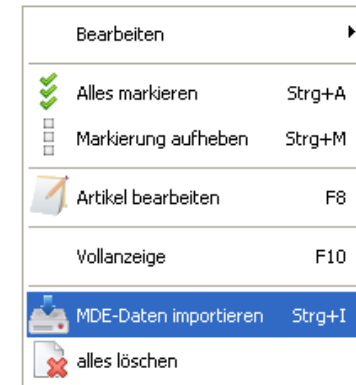 Bearbeiten
Alles markieren Strg+A
Markierung aufheben Strg+M
Artikel bearbeiten F8
Vollanzeige F10
MDE-Daten importieren Strg+I
alles löschen